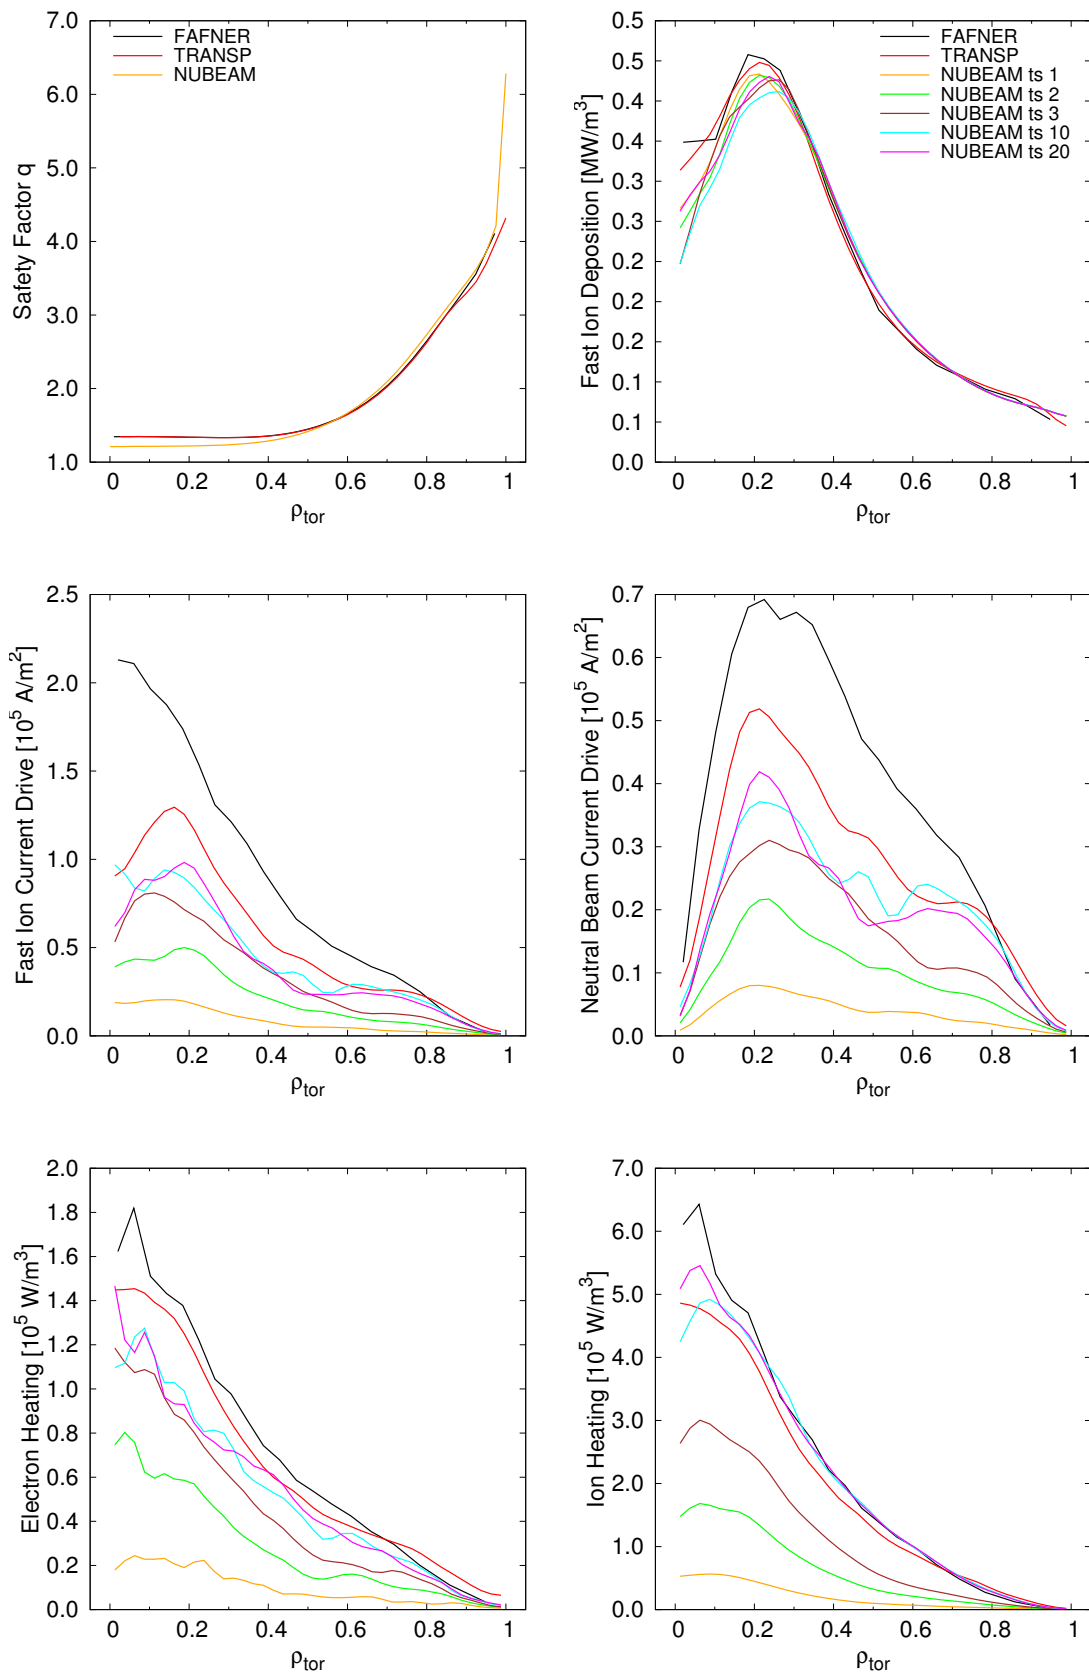 7.0
6.0
5.0
4.0
3.0
2.0
1.0
Safety Factor q
FAFNER
TRANSP
NUBEAM
0 0.2 0.4 0.6 0.8 1
ρtor
0.5
0.5
0.4
0.4
0.3
0.3
0.2
0.2
0.2
0.1
0.1
0.0
Fast Ion Deposition [MW/m³]
FAFNER
TRANSP
NUBEAM ts 1
NUBEAM ts 2
NUBEAM ts 3
NUBEAM ts 10
NUBEAM ts 20
0 0.2 0.4 0.6 0.8 1
ρtor
2.5
2.0
1.5
1.0
0.5
0.0
Fast Ion Current Drive [10⁵ A/m²]
0 0.2 0.4 0.6 0.8 1
ρtor
0.7
0.6
0.5
0.4
0.3
0.2
0.1
0.0
Neutral Beam Current Drive [10⁵ A/m²]
0 0.2 0.4 0.6 0.8 1
ρtor
2.0
1.8
1.6
1.4
1.2
1.0
0.8
0.6
0.4
0.2
0.0
Electron Heating [10⁵ W/m³]
0 0.2 0.4 0.6 0.8 1
ρtor
7.0
6.0
5.0
4.0
3.0
2.0
1.0
0.0
Ion Heating [10⁵ W/m³]
0 0.2 0.4 0.6 0.8 1
ρtor